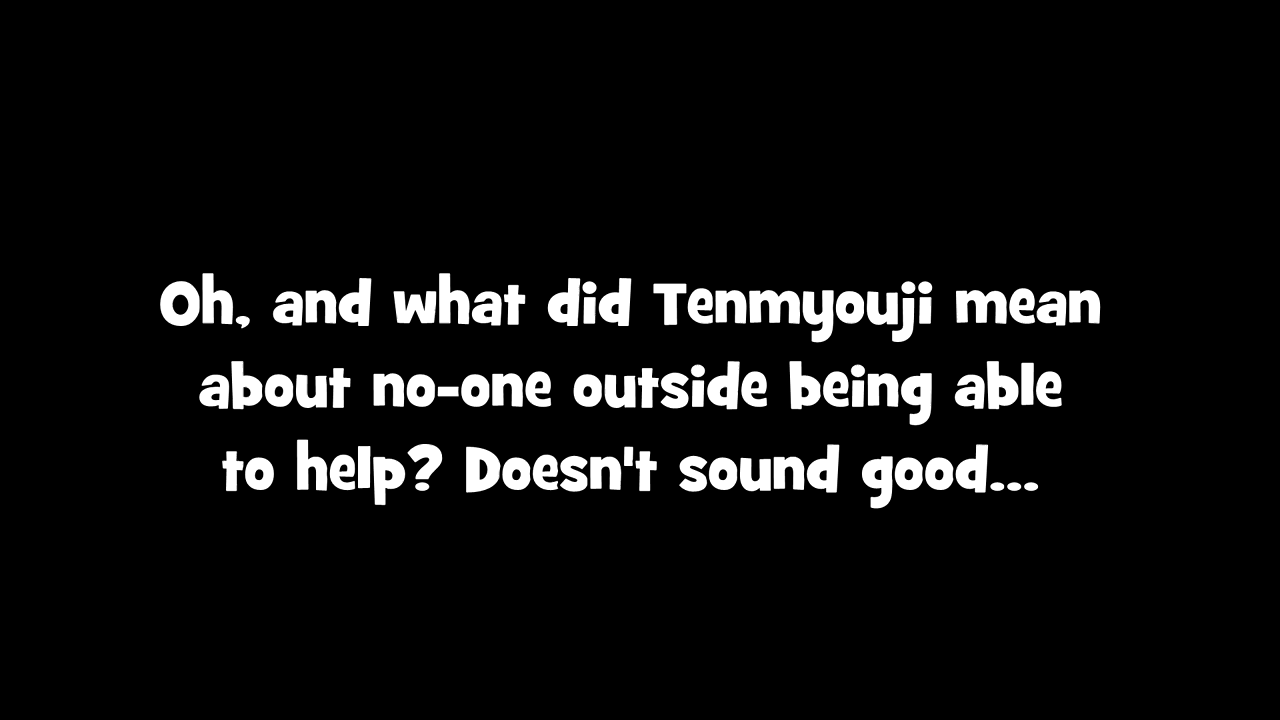 Oh, and what did Tenmyouji mean
about no-one outside being able
to help? Doesn't sound good...